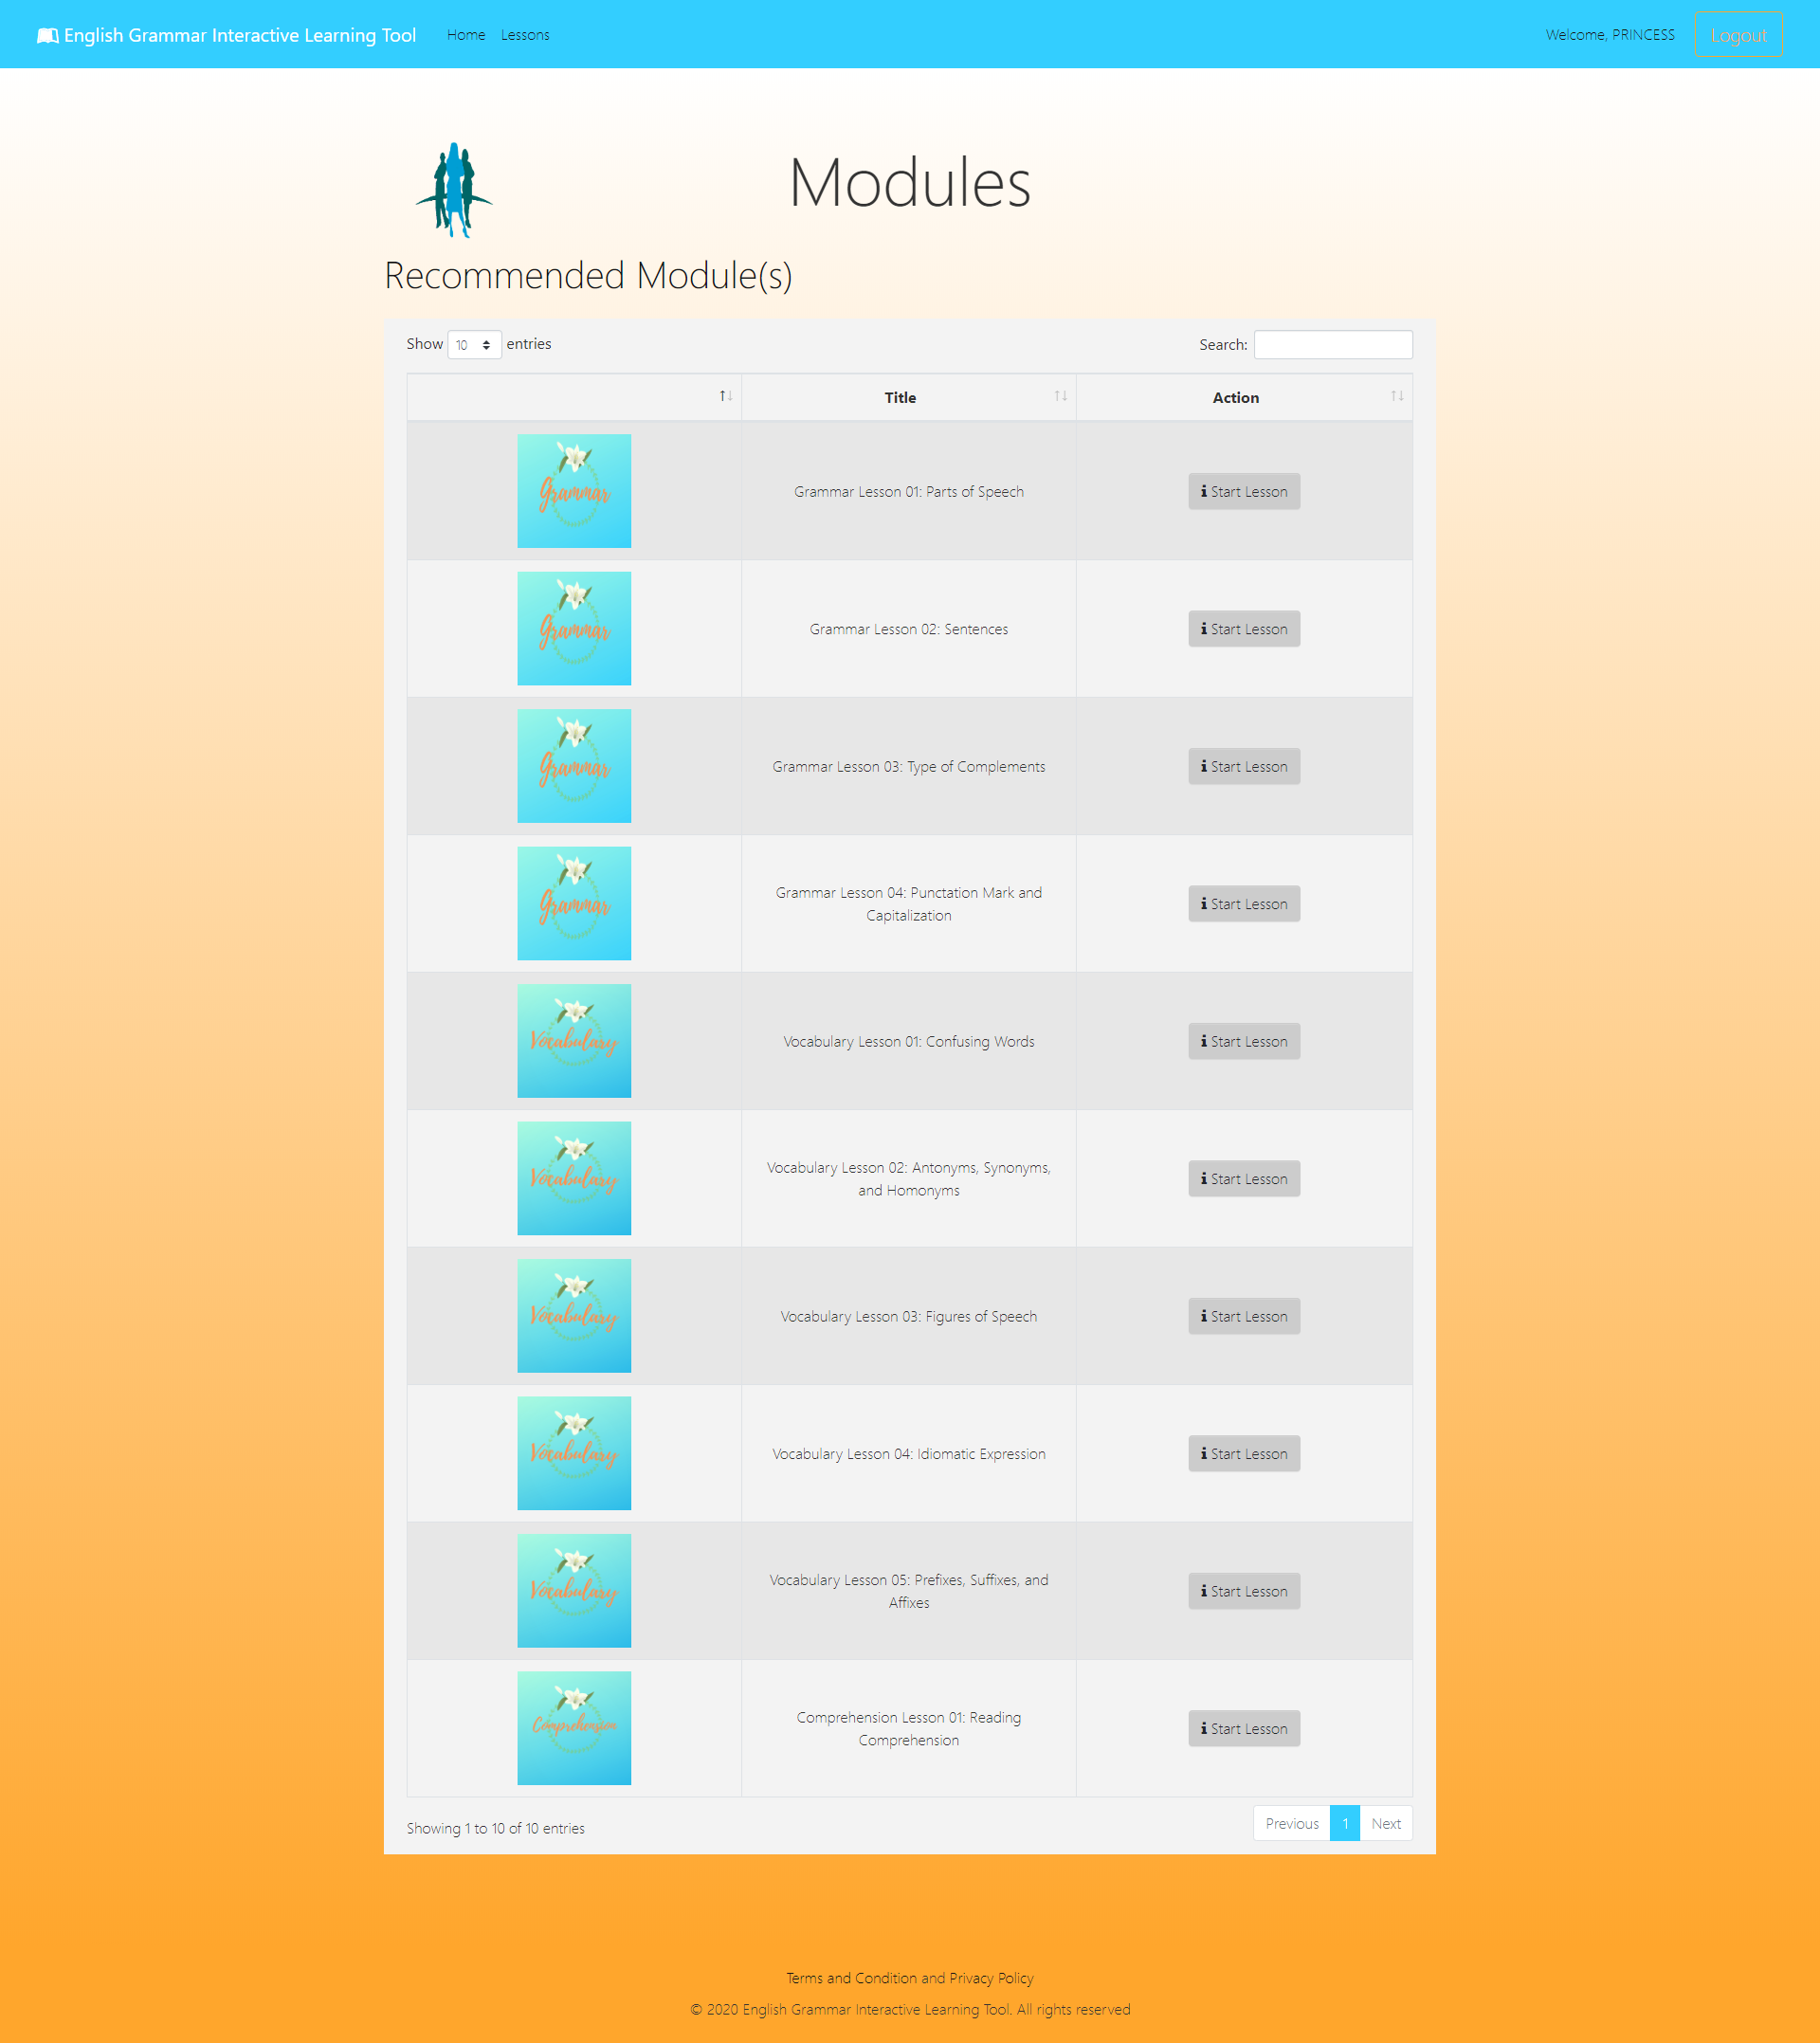 English Grammar Interactive Learning Tool Home Lessons Welcome, PRINCESS Logout
Modules
Recommended Module(s)
Show 10 entries Search:
Title Action
Grammar
Grammar Lesson 01: Parts of Speech
Start Lesson
Grammar
Grammar Lesson 02: Sentences
Start Lesson
Grammar
Grammar Lesson 03: Type of Complements
Start Lesson
Grammar
Grammar Lesson 04: Punctation Mark and
Capitalization
Start Lesson
Vocabulary
Vocabulary Lesson 01: Confusing Words
Start Lesson
Vocabulary
Vocabulary Lesson 02: Antonyms, Synonyms,
and Homonyms
Start Lesson
Vocabulary
Vocabulary Lesson 03: Figures of Speech
Start Lesson
Vocabulary
Vocabulary Lesson 04: Idiomatic Expression
Start Lesson
Vocabulary
Vocabulary Lesson 05: Prefixes, Suffixes, and
Affixes
Start Lesson
Comprehension
Comprehension Lesson 01: Reading
Comprehension
Start Lesson
Showing 1 to 10 of 10 entries Previous 1 Next
Terms and Condition and Privacy Policy
© 2020 English Grammar Interactive Learning Tool. All rights reserved